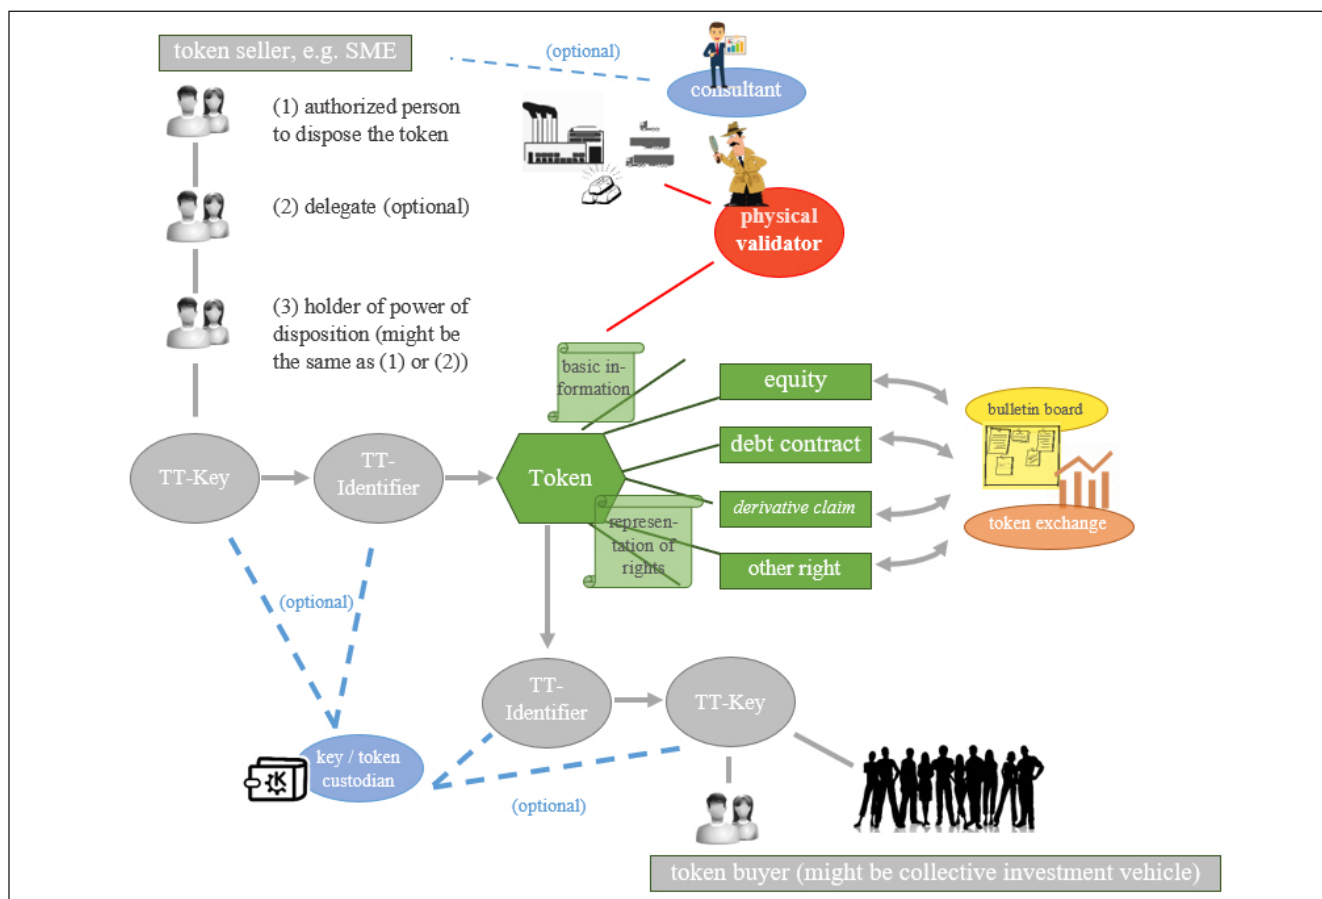 token seller, e.g. SME
(optional)
consultant
(1) authorized person
to dispose the token
(2) delegate (optional)
physical
validator
(3) holder of power of
disposition (might be
the same as (1) or (2))
basic in-
formation
equity
bulletin board
debt contract
TT-Key
TT-
Identifier
Token
derivative claim
token exchange
represen-
tation of
rights
other right
(optional)
TT-
Identifier
TT-Key
key / token
custodian
K
(optional)
token buyer (might be collective investment vehicle)